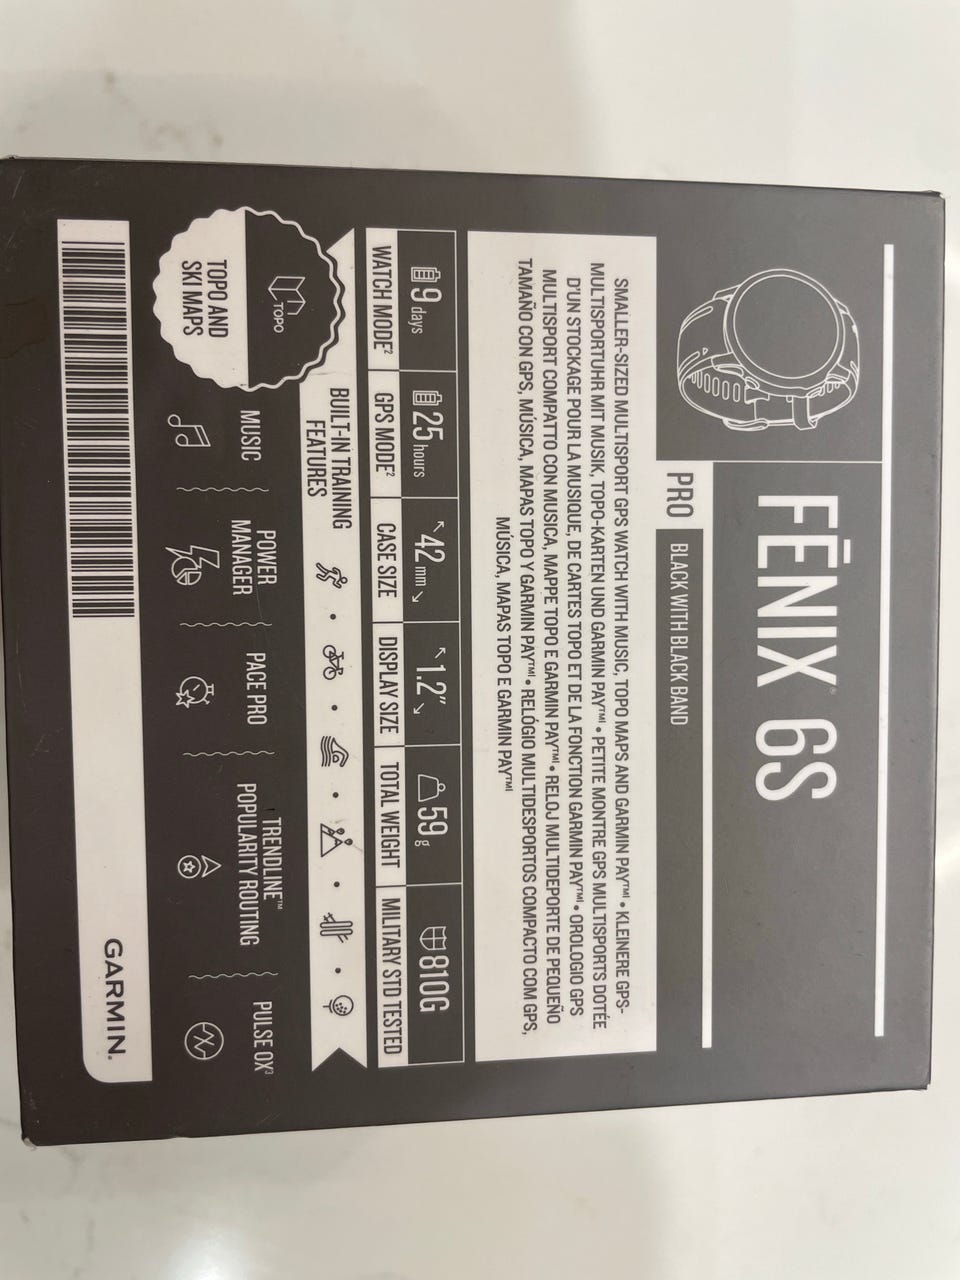 FĒNIX® 6S
PRO
BLACK WITH BLACK BAND
SMALLER-SIZED MULTISPORT GPS WATCH WITH MUSIC, TOPO MAPS AND GARMIN PAY™¹ • KLEINERE GPS-
MULTISPORTUHR MIT MUSIK, TOPO-KARTEN UND GARMIN PAY™¹ • PETITE MONTRE GPS MULTISPORTS DOTÉE
D'UN STOCKAGE POUR LA MUSIQUE, DE CARTES TOPO ET DE LA FONCTION GARMIN PAY™¹ • OROLOGIO GPS
MULTISPORT COMPATTO CON MUSICA, MAPPE TOPO E GARMIN PAY™¹ • RELOJ MULTIDEPORTE DE PEQUEÑO
TAMAÑO CON GPS, MÚSICA, MAPAS TOPO Y GARMIN PAY™¹ • RELÓGIO MULTIDESPORTOS COMPACTO COM GPS,
MÚSICA, MAPAS TOPO E GARMIN PAY™¹
9 days
WATCH MODE²
25 hours
GPS MODE²
42 mm
CASE SIZE
1.2"
DISPLAY SIZE
59 g
TOTAL WEIGHT
810G
MILITARY STD TESTED
TOPO
TOPO AND
SKI MAPS
BUILT-IN TRAINING
FEATURES
MUSIC
POWER
MANAGER
PACE PRO
TRENDLINE™
POPULARITY ROUTING
PULSE OX³
GARMIN®